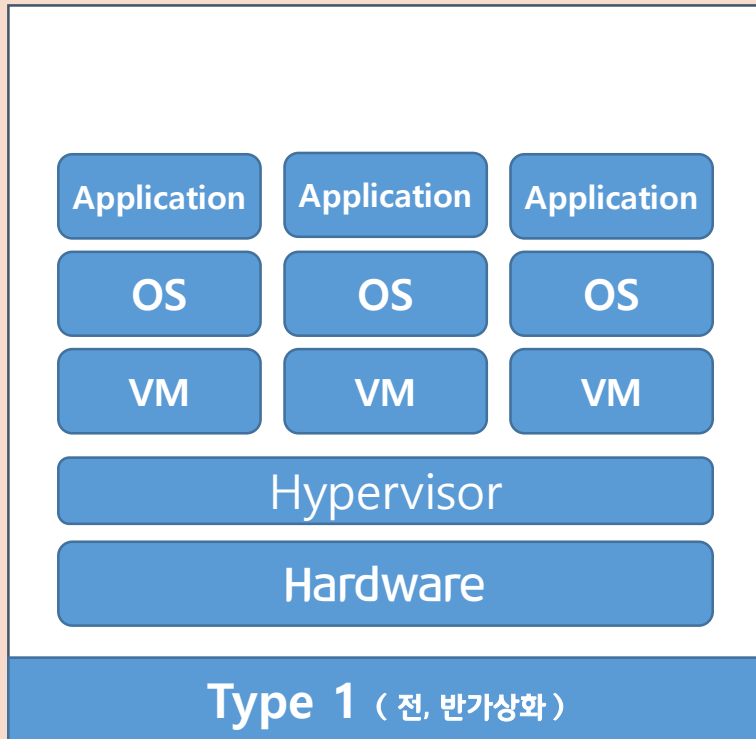 Application Application Application
OS OS OS
VM VM VM
Hypervisor
Hardware
Type 1 ( 전, 반가상화 )